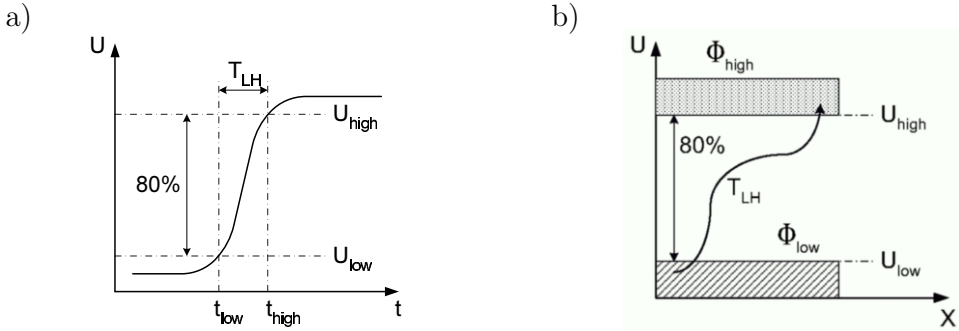 a)
U
T_LH
U_high
80%
U_low
t_low
t_high
t
b)
U
Φ_high
U_high
80%
T_LH
Φ_low
U_low
X